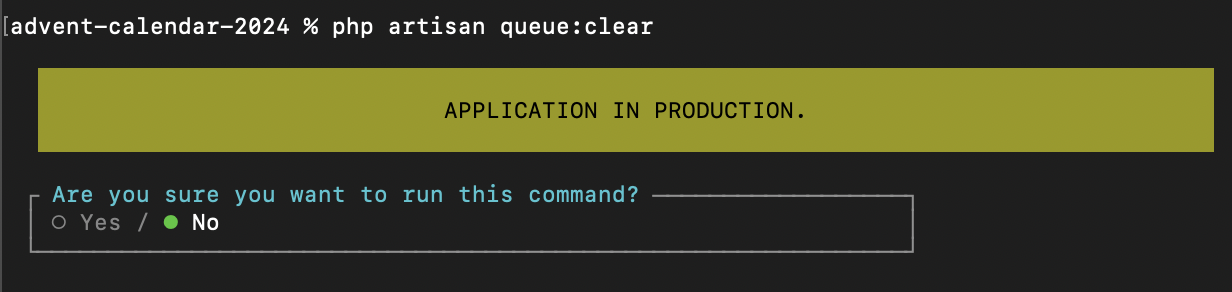 [advent-calendar-2024 % php artisan queue:clear
APPLICATION IN PRODUCTION.
Are you sure you want to run this command?
○ Yes / ● No